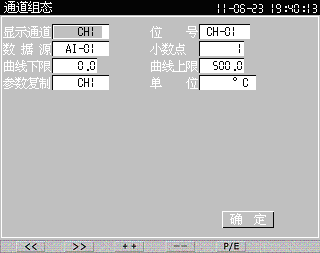 通道组态 11-06-23 19:40:13
显示通道 CH1 位 号 CH-01
数 据 源 AI-01 小数点 1
曲线下限 0.0 曲线上限 500.0
参数复制 CH1 单 位 °C
确 定
<< >> ++ -- P/E